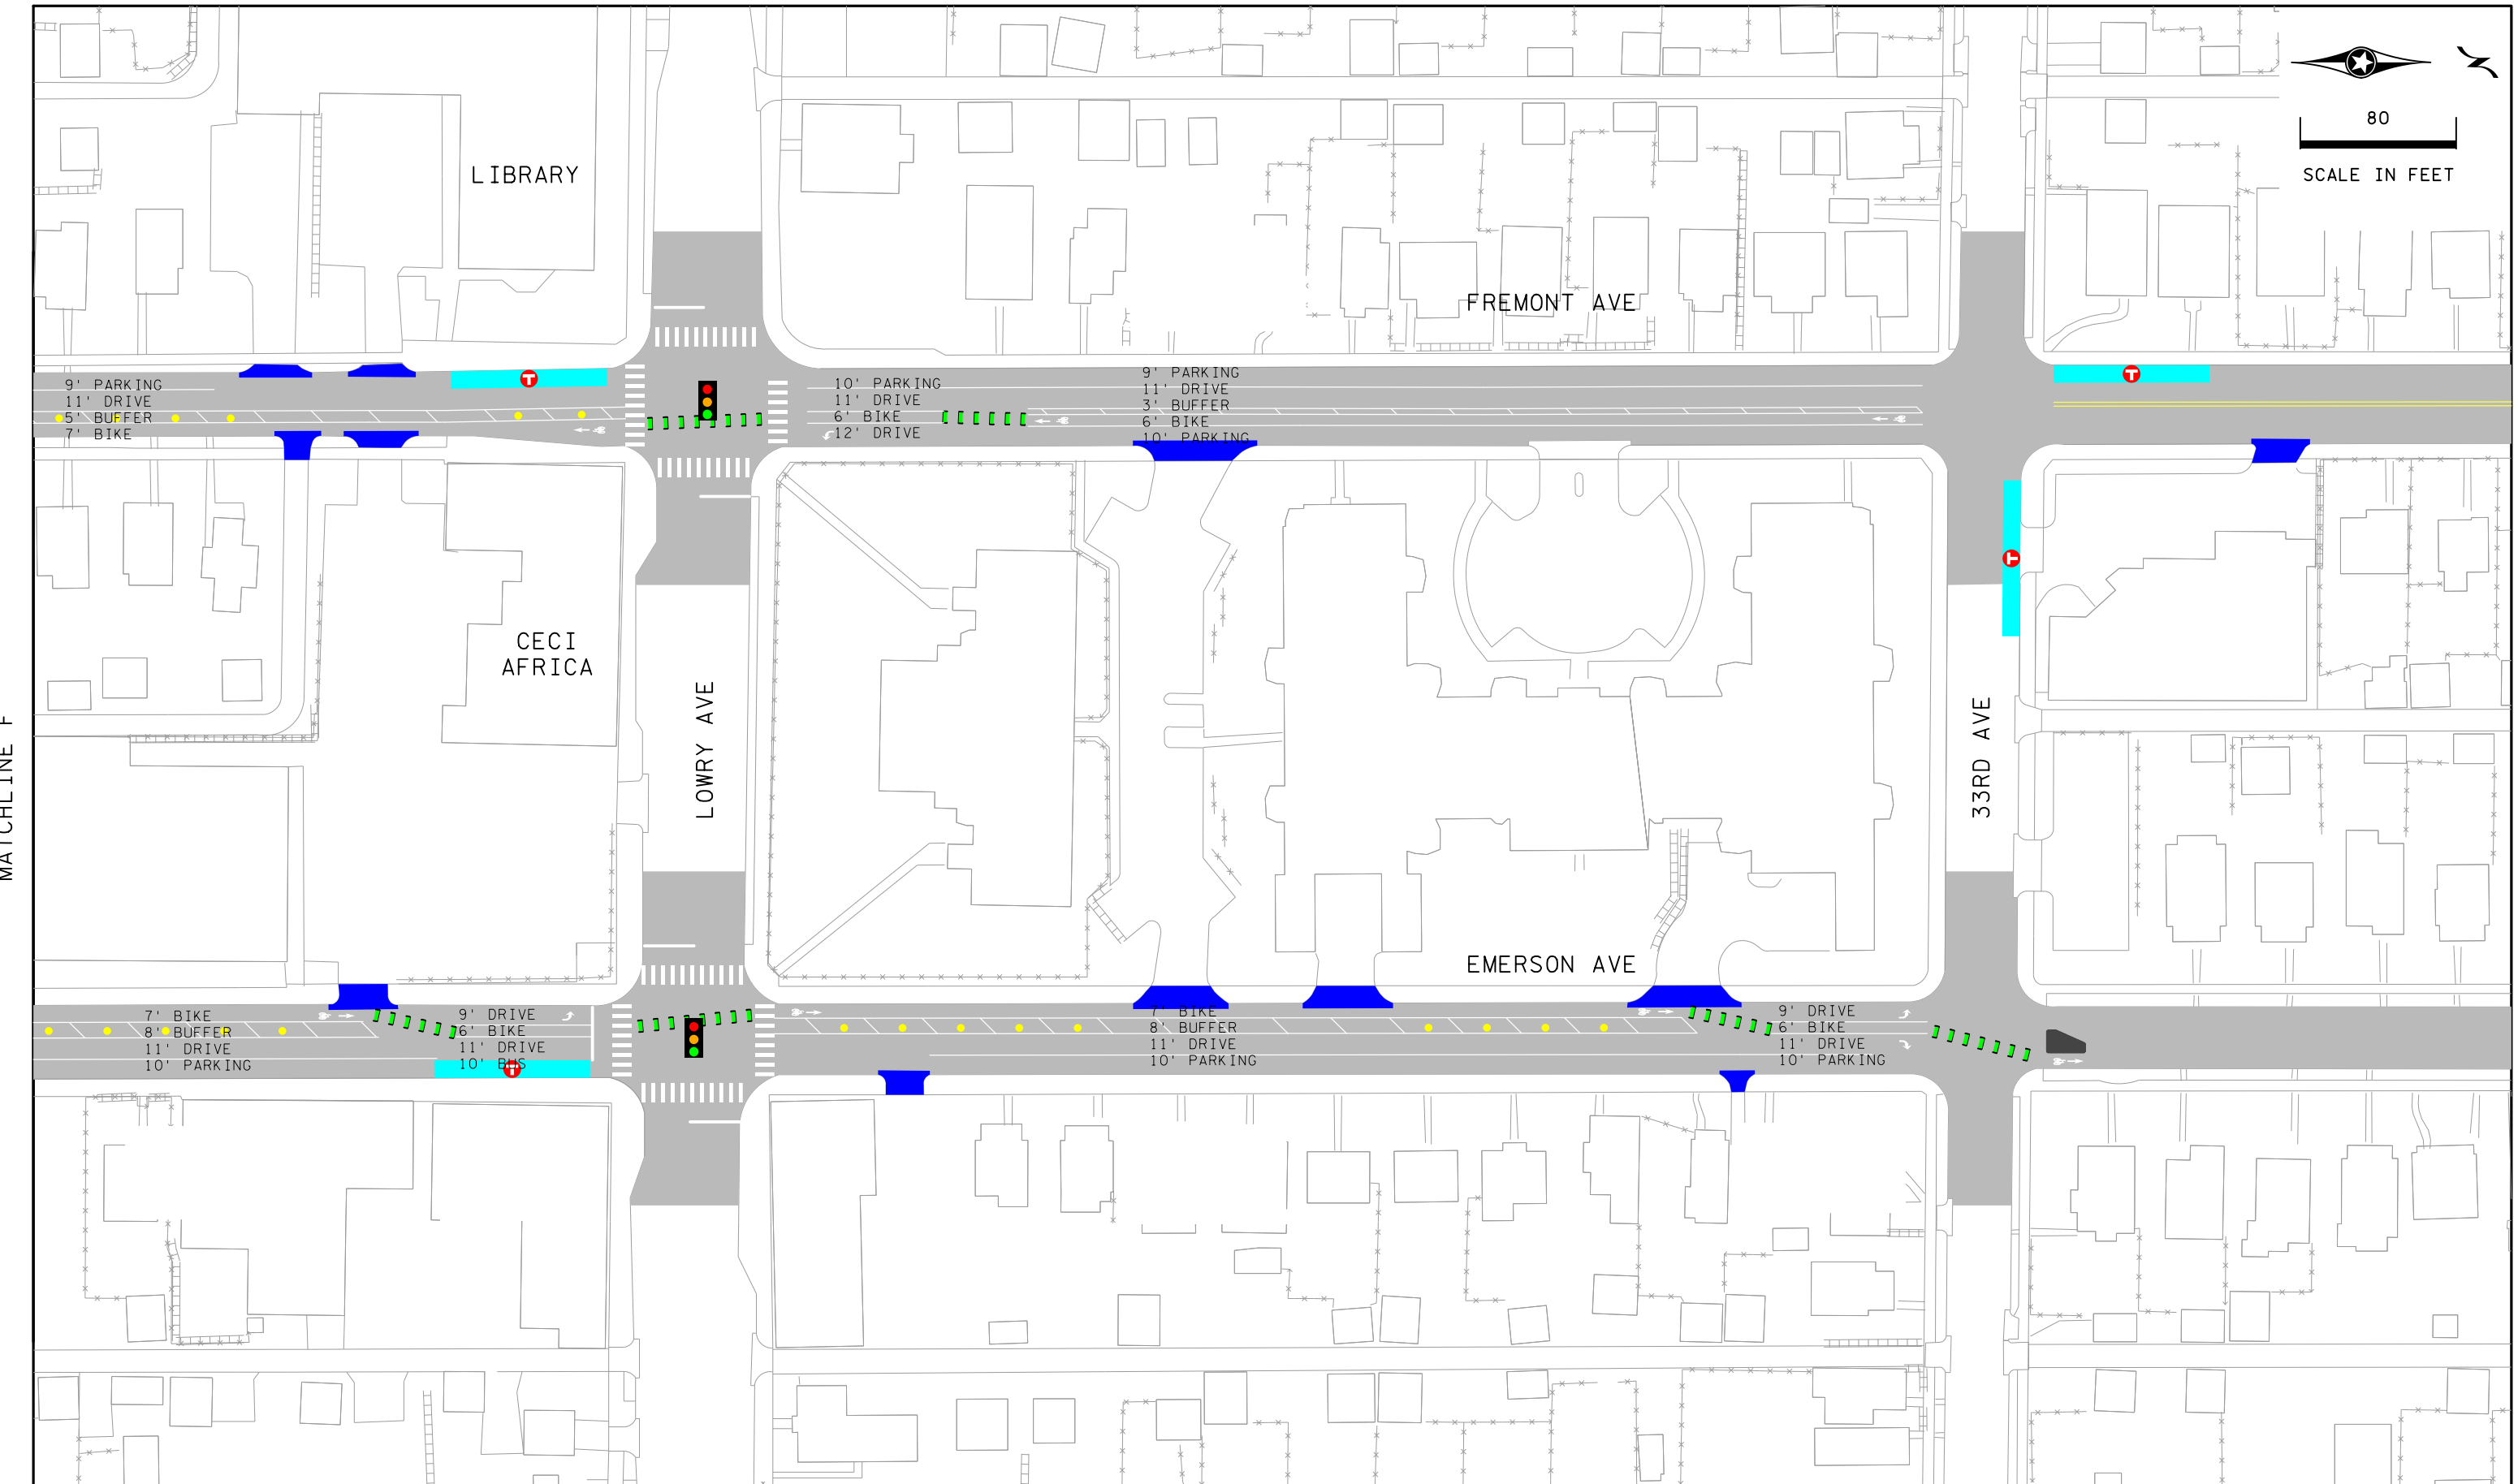 80
SCALE IN FEET
LIBRARY
FREMONT AVE
9' PARKING
11' DRIVE
5' BUFFER
7' BIKE
10' PARKING
11' DRIVE
6' BIKE
12' DRIVE
9' PARKING
11' DRIVE
3' BUFFER
6' BIKE
10' PARKING
T
T
T
CECI
AFRICA
LOWRY AVE
33RD AVE
MATCHLINE F
EMERSON AVE
7' BIKE
8' BUFFER
11' DRIVE
10' PARKING
9' DRIVE
6' BIKE
11' DRIVE
10' BUS
T
7' BIKE
8' BUFFER
11' DRIVE
10' PARKING
9' DRIVE
6' BIKE
11' DRIVE
10' PARKING